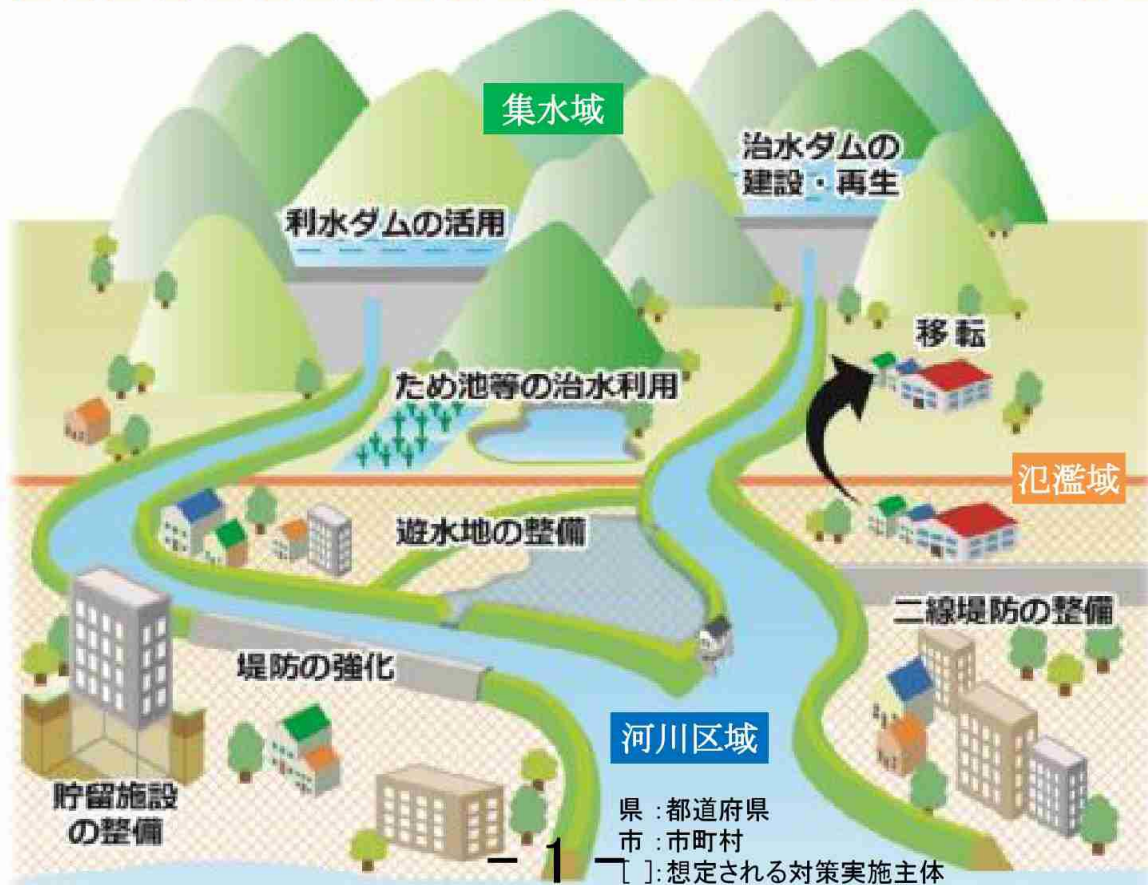 集水域
治水ダムの
建設・再生
利水ダムの活用
移転
ため池等の治水利用
氾濫域
遊水地の整備
二線堤防の整備
堤防の強化
河川区域
貯留施設
の整備
県：都道府県
市：市町村
[ ]：想定される対策実施主体
- 1 -